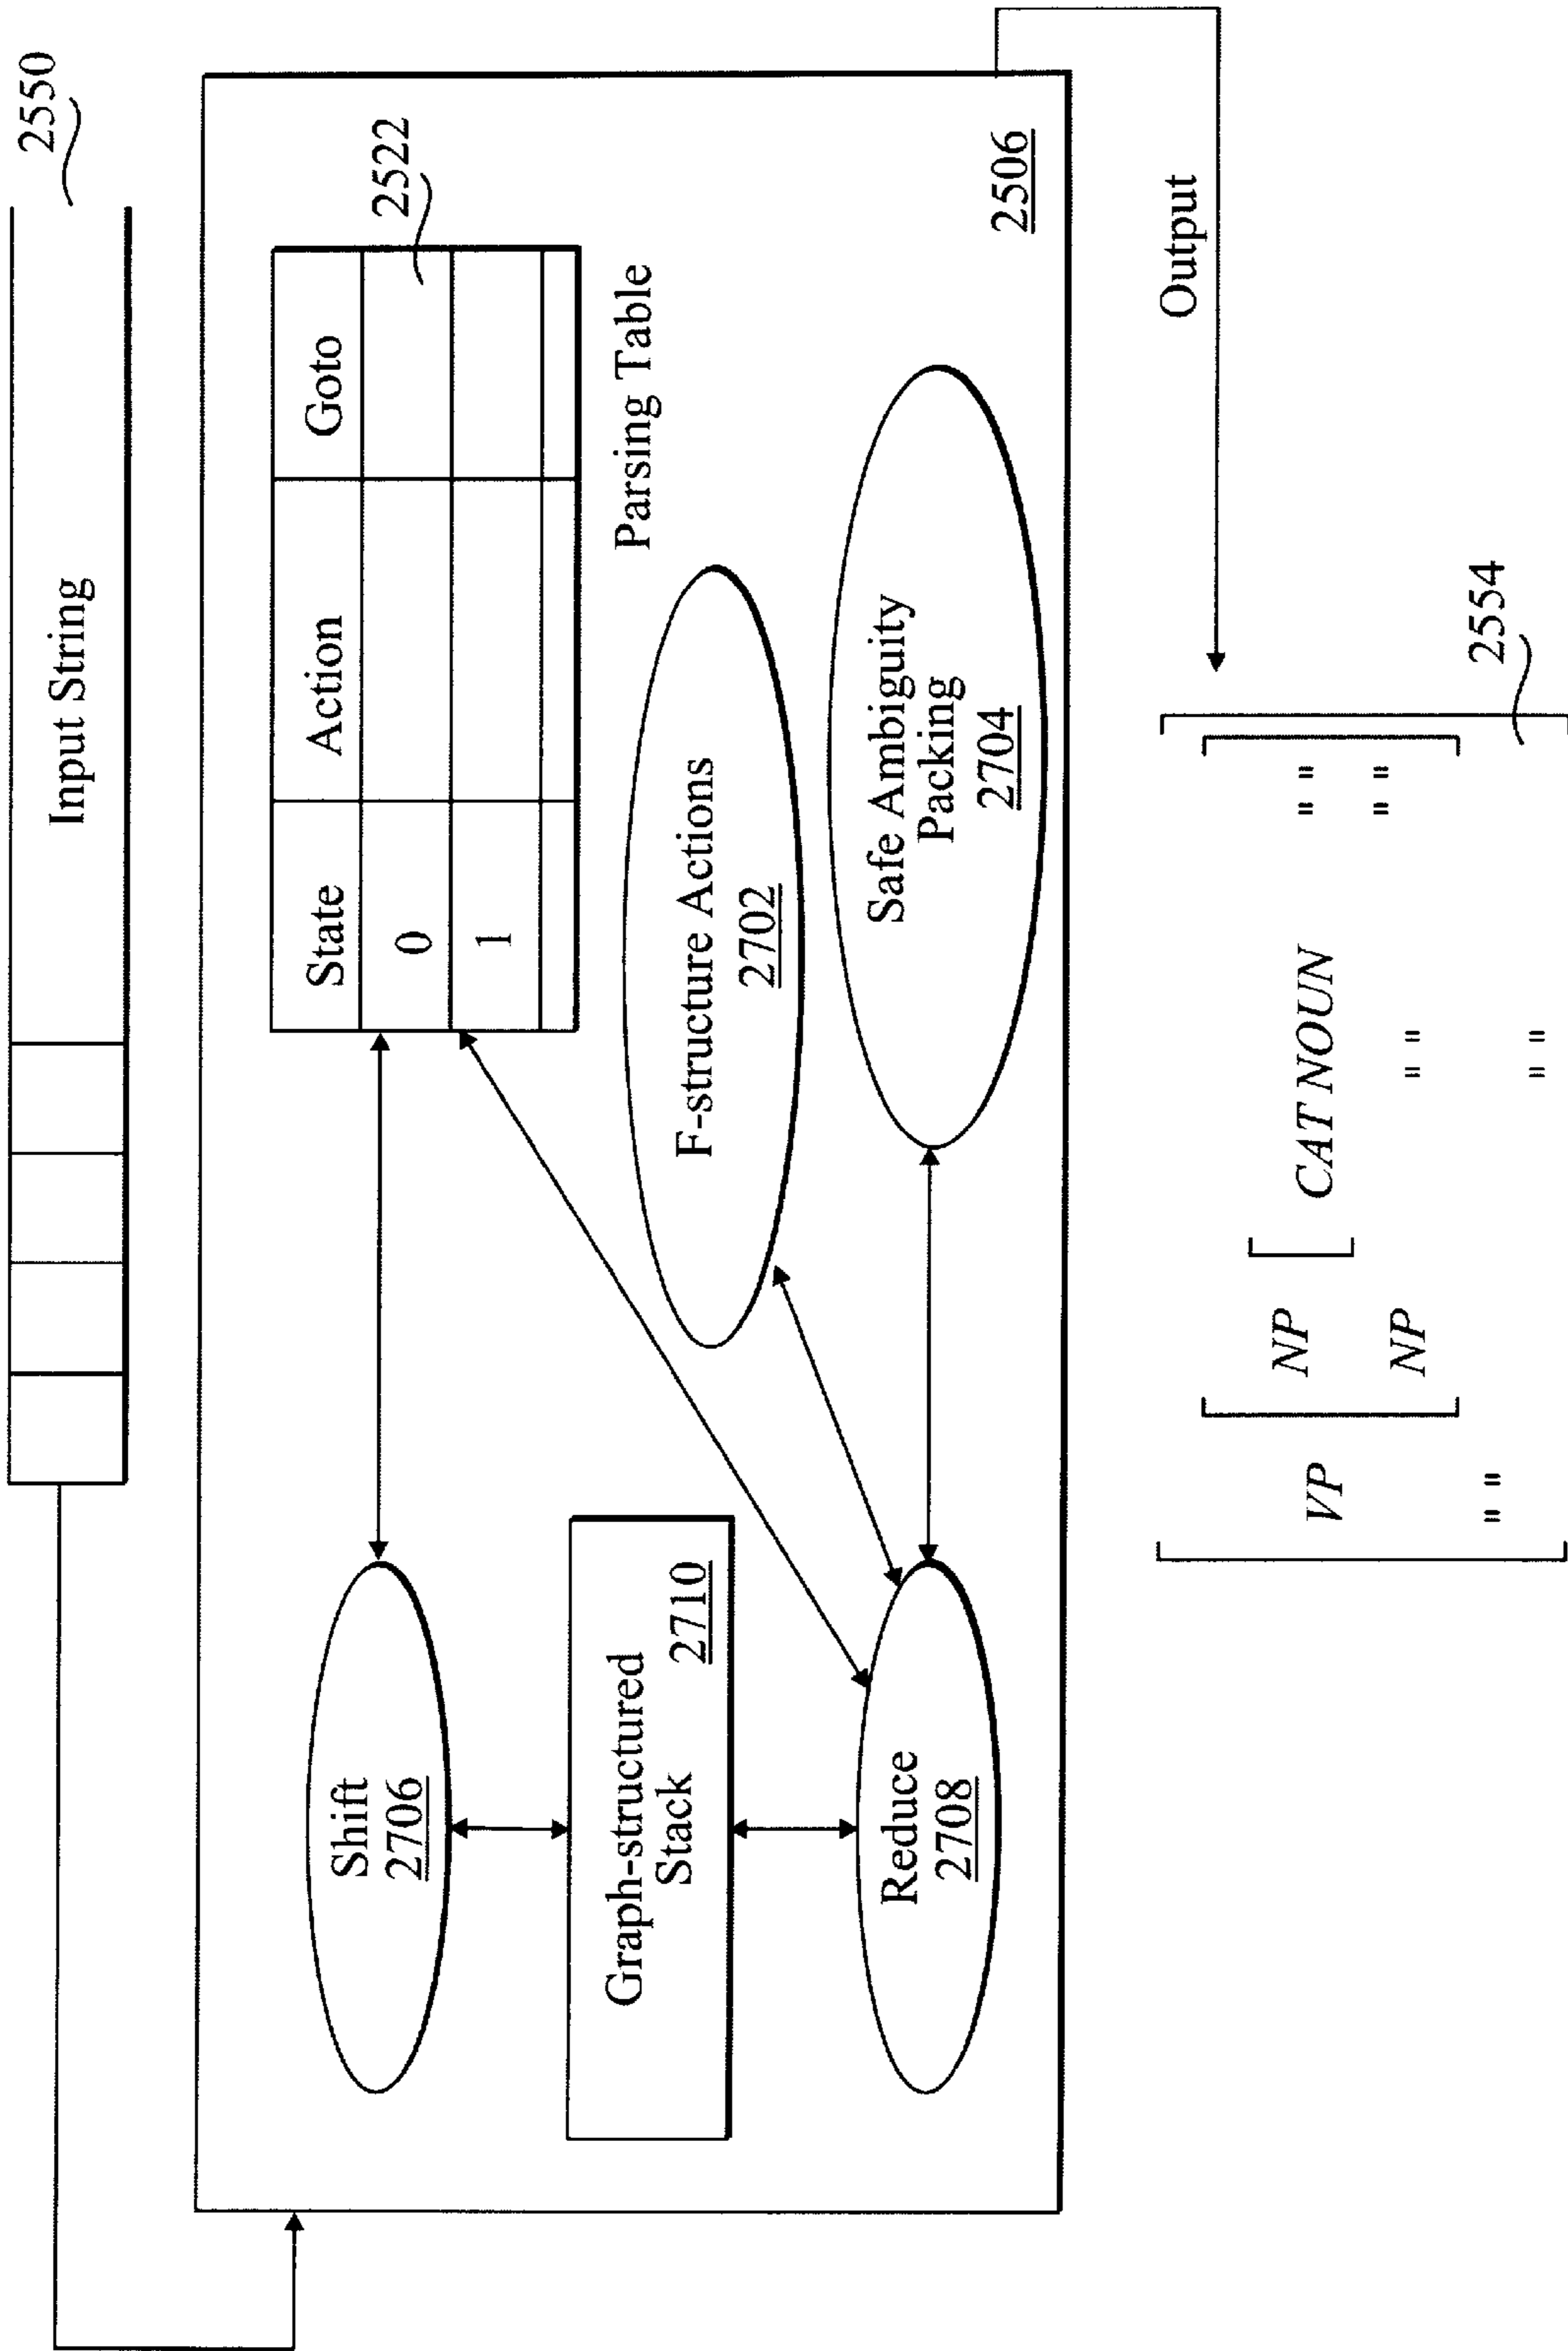 Input String
2550
Shift
2706
State Action Goto
0
1
2522
Parsing Table
Graph-structured
Stack
2710
F-structure Actions
2702
Reduce
2708
Safe Ambiguity
Packing
2704
2506
Output
VP
NP
CAT NOUN
" "
NP
" "
" "
" "
" "
2554